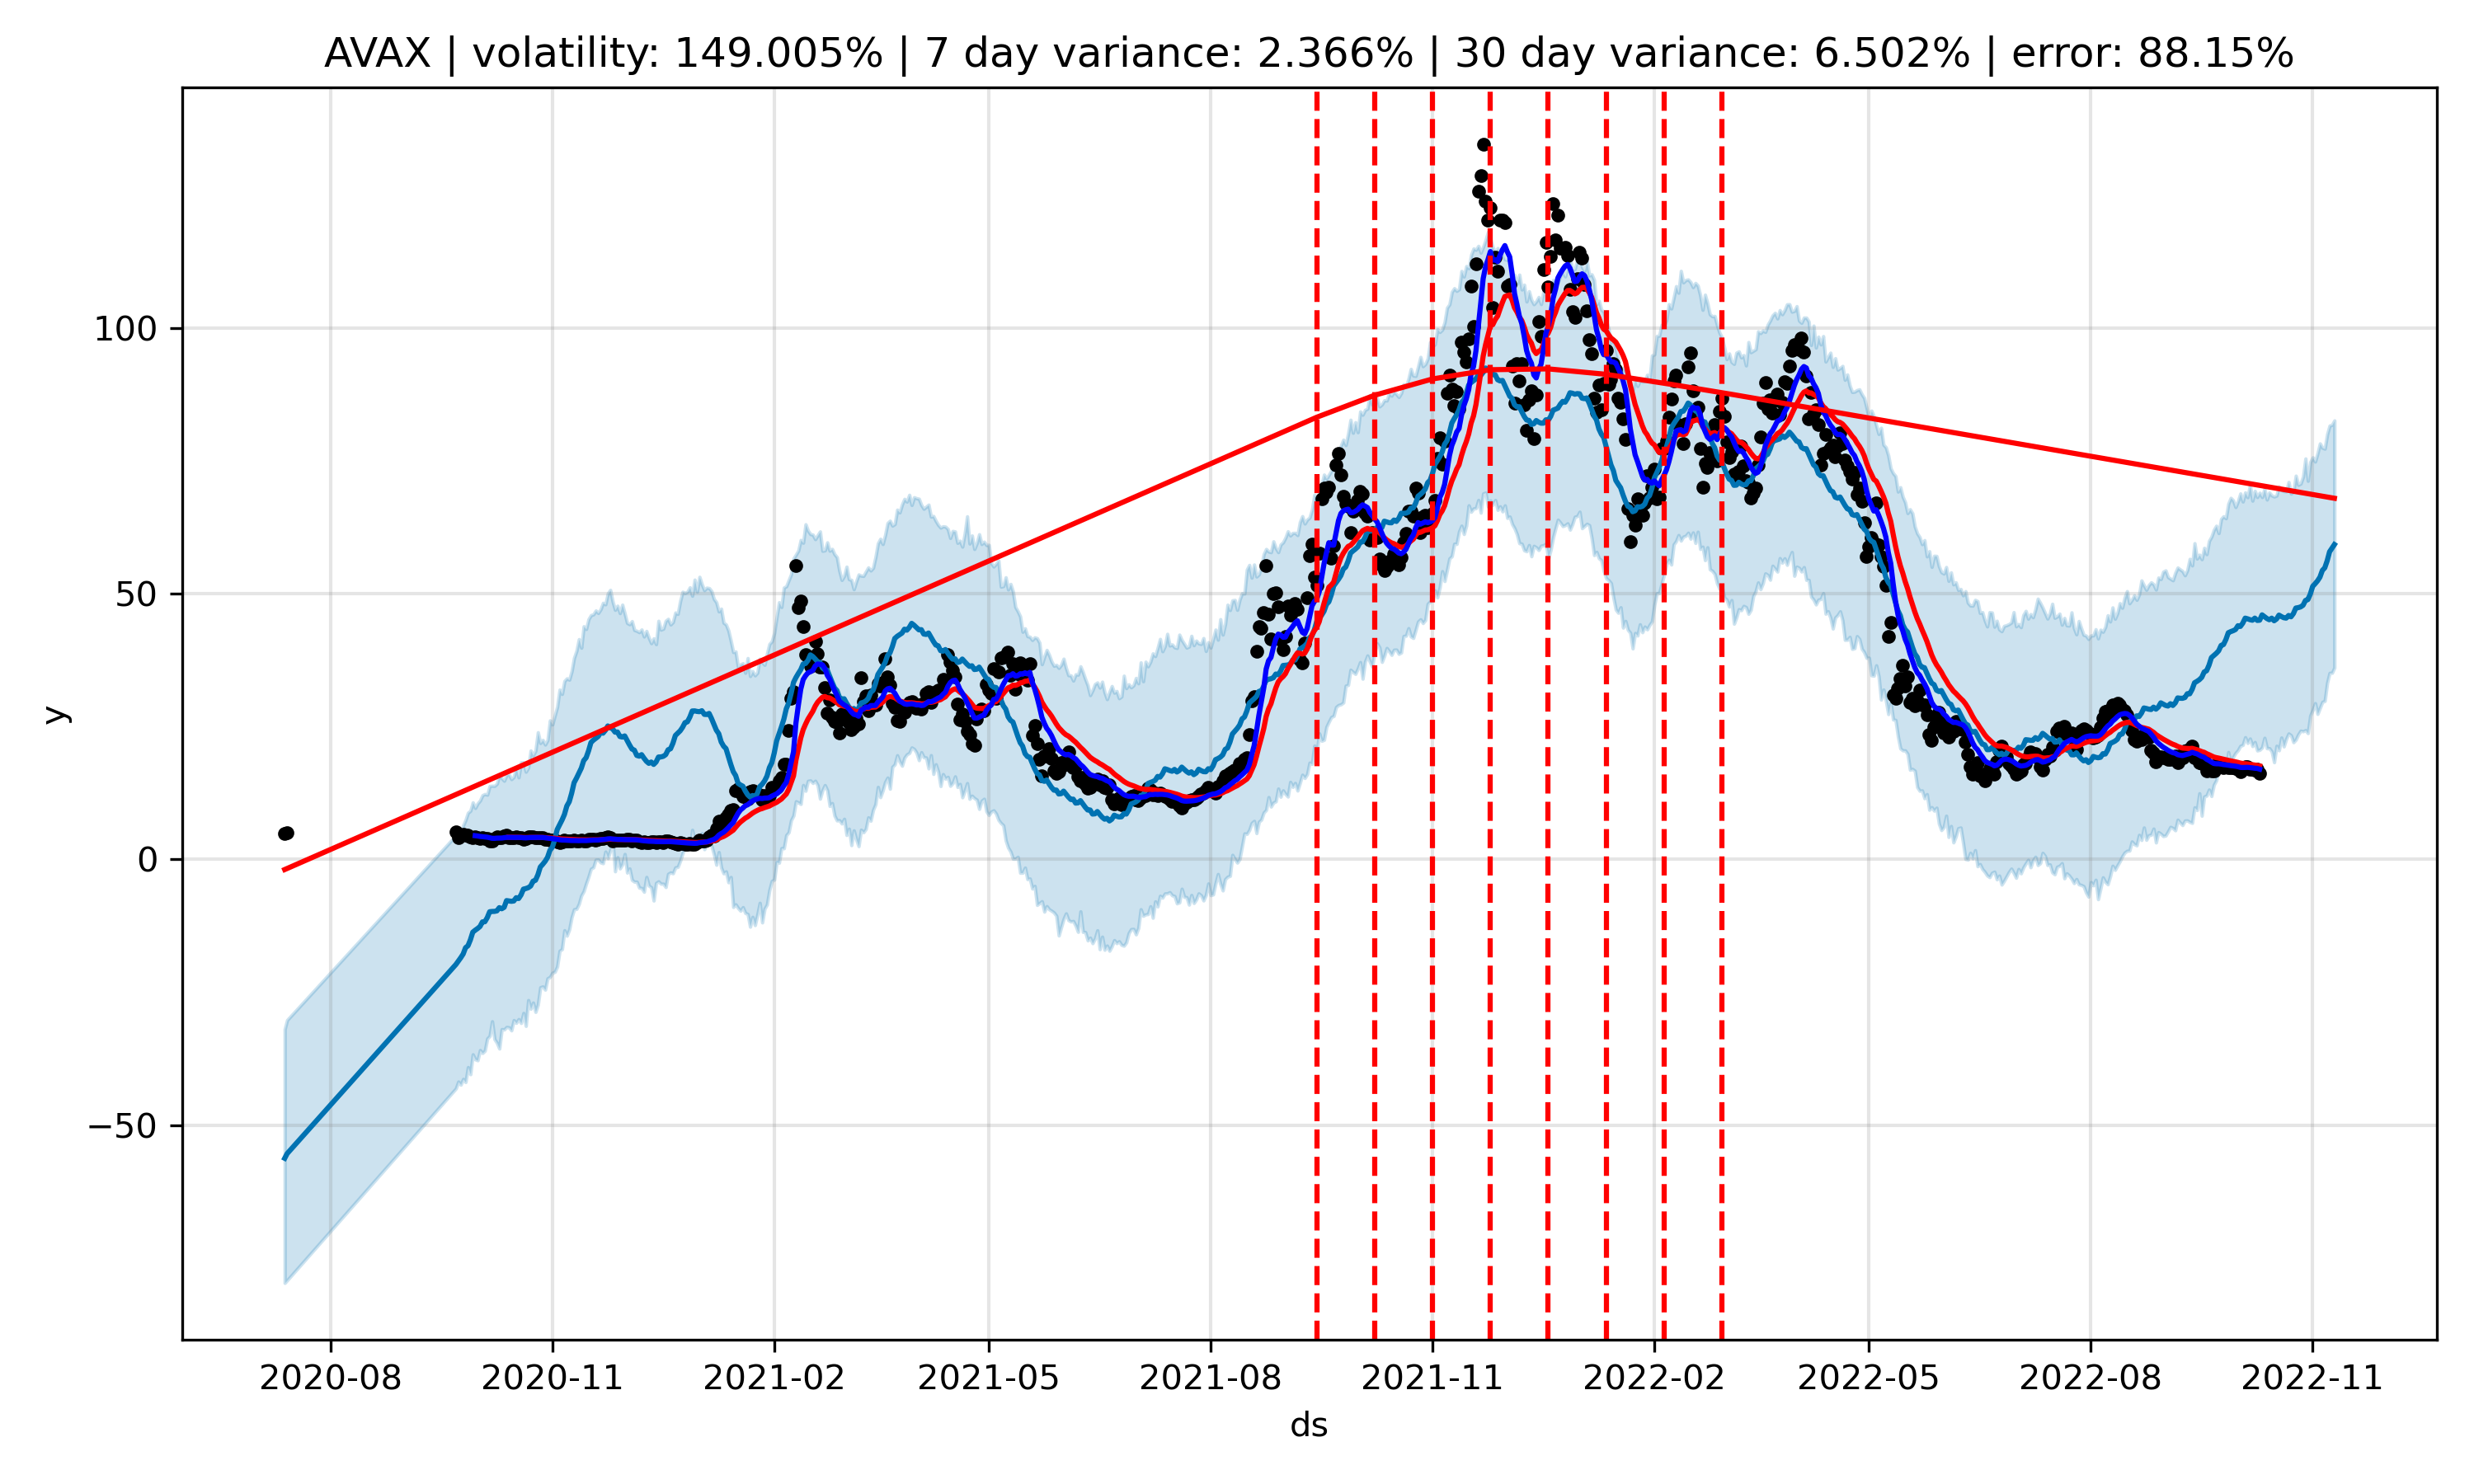 AVAX | volatility: 149.005% | 7 day variance: 2.366% | 30 day variance: 6.502% | error: 88.15%
y
100
50
0
−50
2020-08 2020-11 2021-02 2021-05 2021-08 2021-11 2022-02 2022-05 2022-08 2022-11
ds